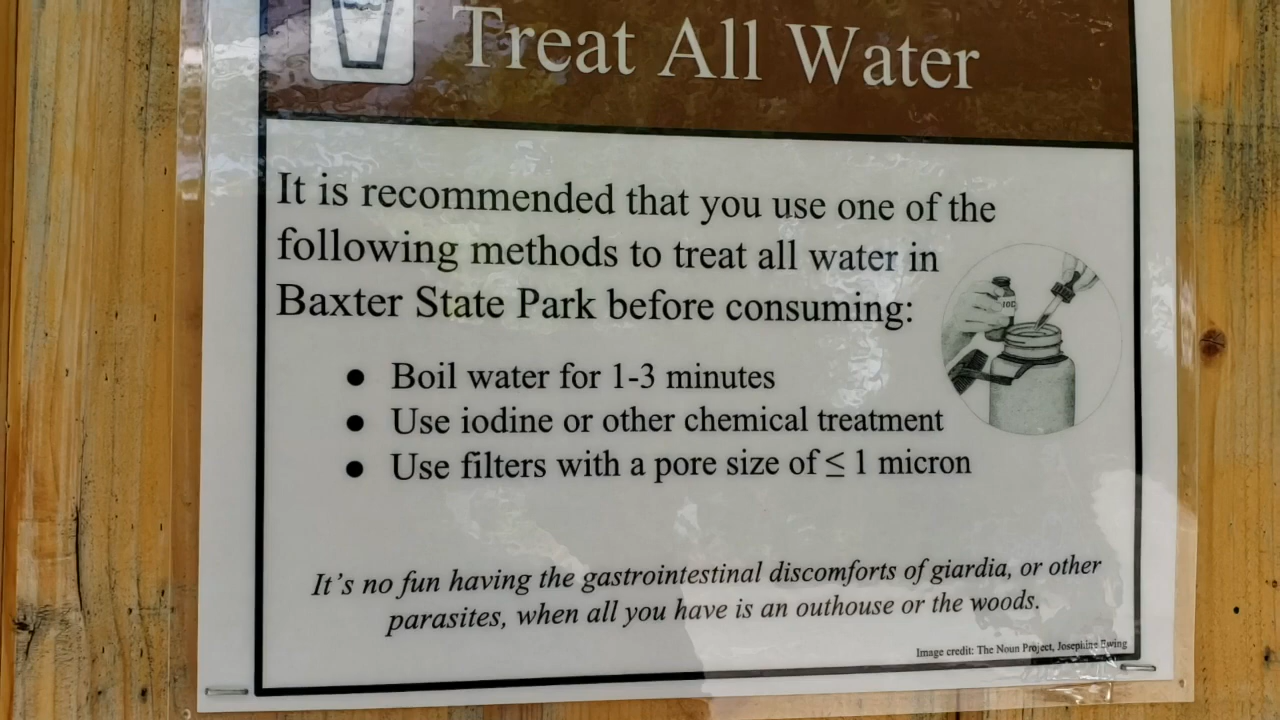 Treat All Water
It is recommended that you use one of the
following methods to treat all water in
Baxter State Park before consuming:
● Boil water for 1-3 minutes
● Use iodine or other chemical treatment
● Use filters with a pore size of ≤ 1 micron
It's no fun having the gastrointestinal discomforts of giardia, or other
parasites, when all you have is an outhouse or the woods.
Image credit: The Noun Project, Josephine Ewing